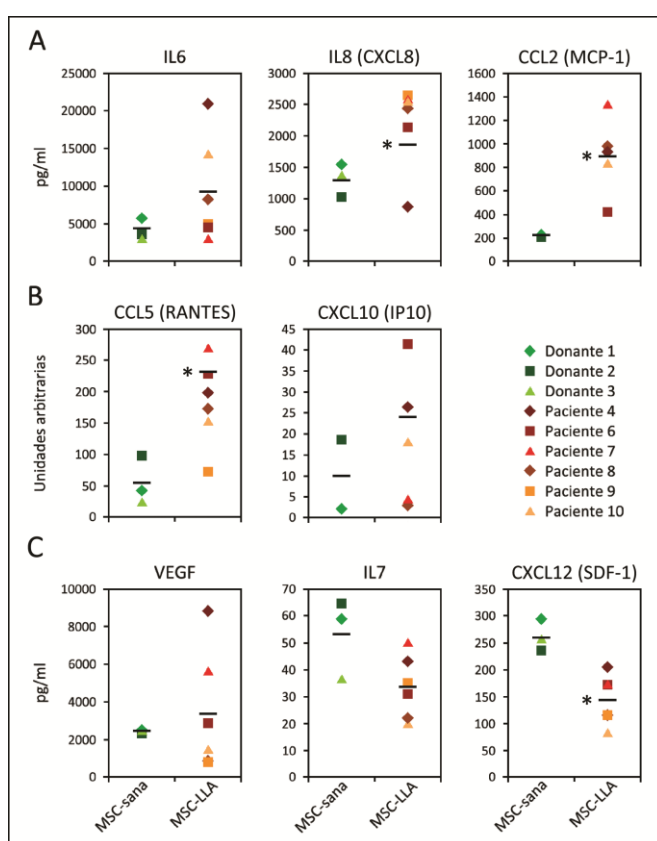 A
IL6
IL8 (CXCL8)
CCL2 (MCP-1)
pg/ml
25000
20000
15000
10000
5000
0
3000
2500
2000
1500
1000
500
0
*
1600
1400
1200
1000
800
600
400
200
0
*
B
CCL5 (RANTES)
CXCL10 (IP10)
Unidades arbitrarias
300
250
200
150
100
50
0
*
45
40
35
30
25
20
15
10
5
0
Donante 1
Donante 2
Donante 3
Paciente 4
Paciente 6
Paciente 7
Paciente 8
Paciente 9
Paciente 10
C
VEGF
IL7
CXCL12 (SDF-1)
pg/ml
10000
8000
6000
4000
2000
0
70
60
50
40
30
20
10
0
350
300
250
200
150
100
50
0
*
MSC-sana
MSC-LLA
MSC-sana
MSC-LLA
MSC-sana
MSC-LLA